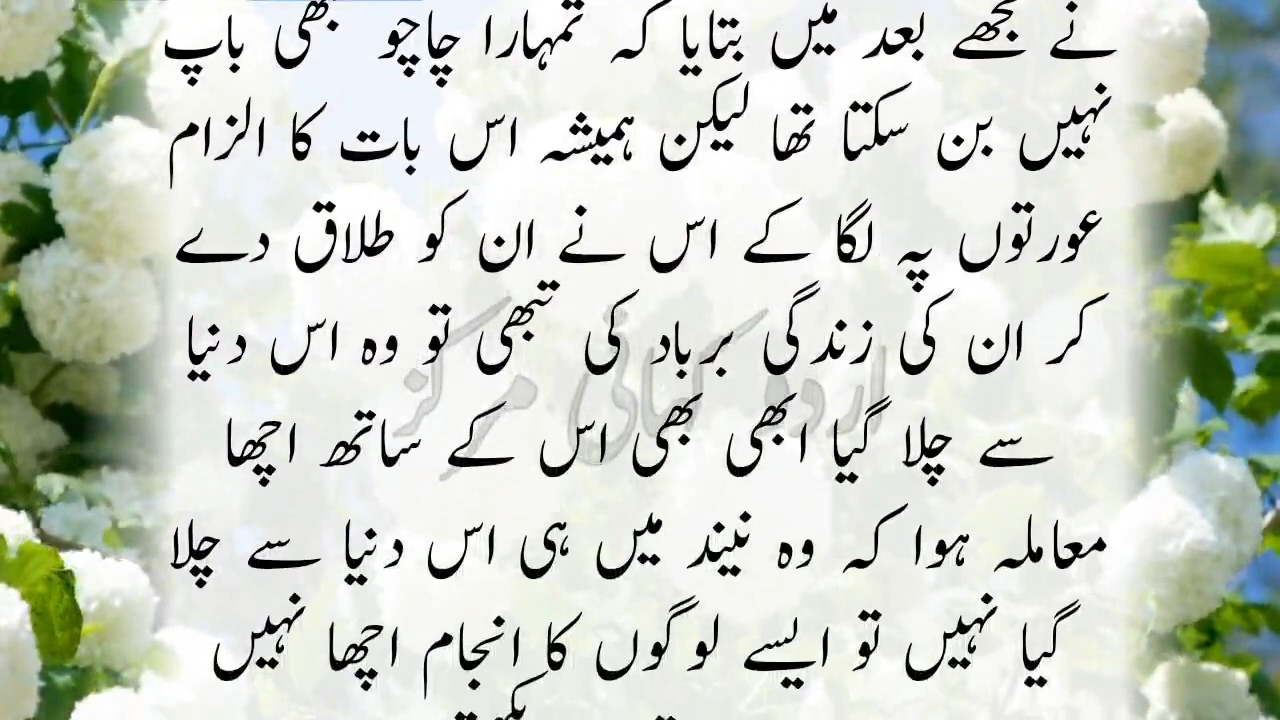 نے مجھے بعد میں بتایا کہ تمہارا چاچو بھی باپ
نہیں بن سکتا تھا لیکن ہمیشہ اس بات کا الزام
عورتوں پہ لگا کے اس نے ان کو طلاق دے
کر ان کی زندگی برباد کی تبھی تو وہ اس دنیا
اردو کہانی مرکز
سے چلا گیا ابھی بھی اس کے ساتھ اچھا
معاملہ ہوا کہ وہ نیند میں ہی اس دنیا سے چلا
گیا نہیں تو ایسے لوگوں کا انجام اچھا نہیں